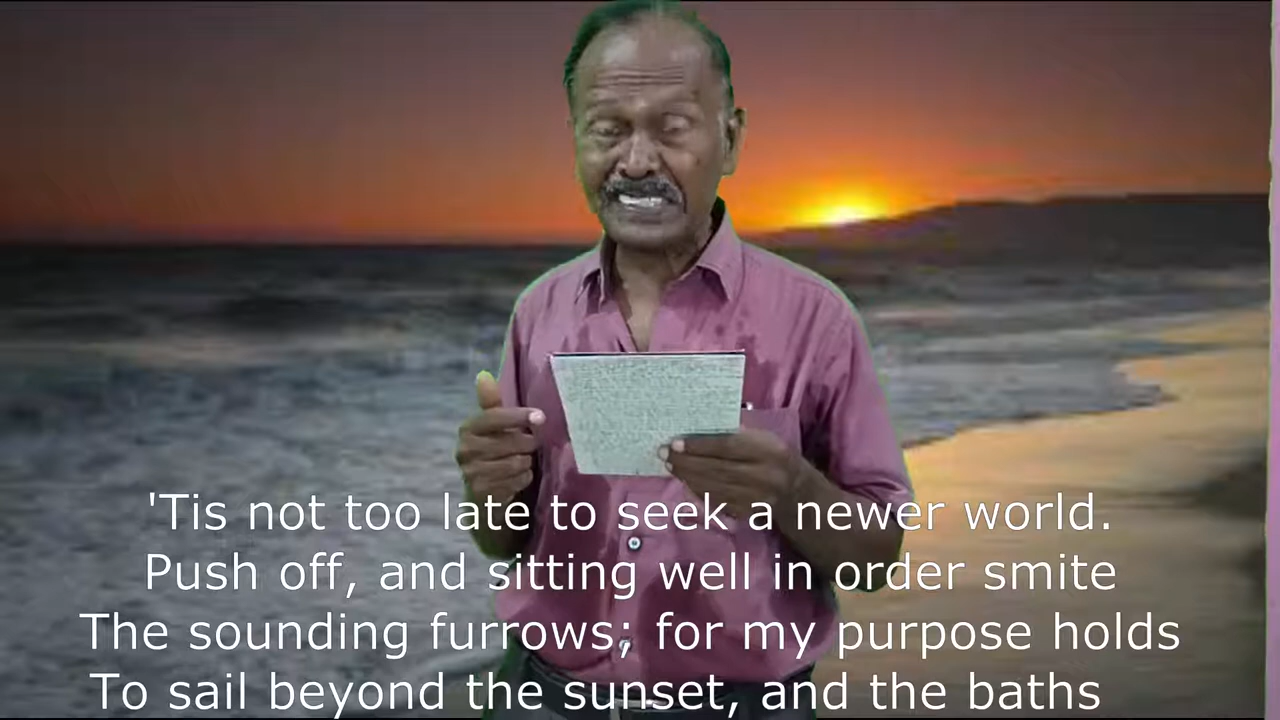 'Tis not too late to seek a newer world.
Push off, and sitting well in order smite
The sounding furrows; for my purpose holds
To sail beyond the sunset, and the baths